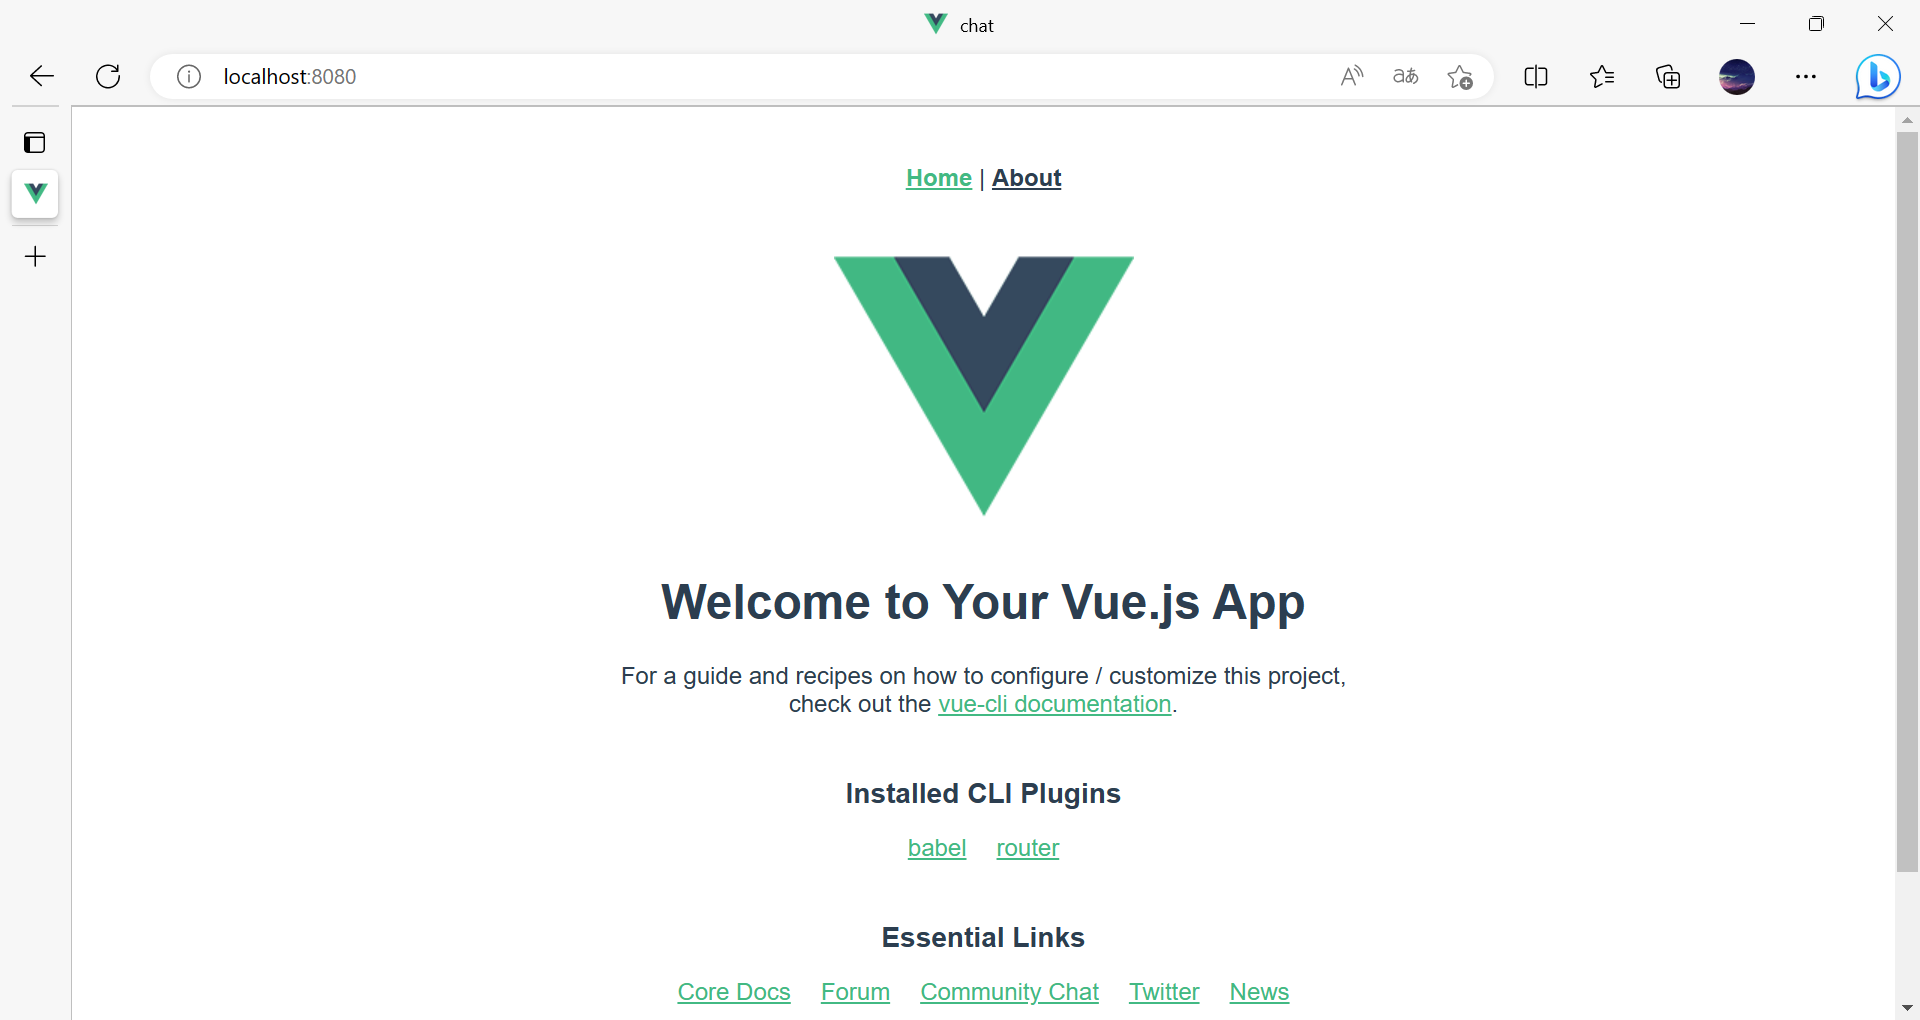 chat
localhost:8080
Home | About
Welcome to Your Vue.js App
For a guide and recipes on how to configure / customize this project,
check out the vue-cli documentation.
Installed CLI Plugins
babel router
Essential Links
Core Docs Forum Community Chat Twitter News